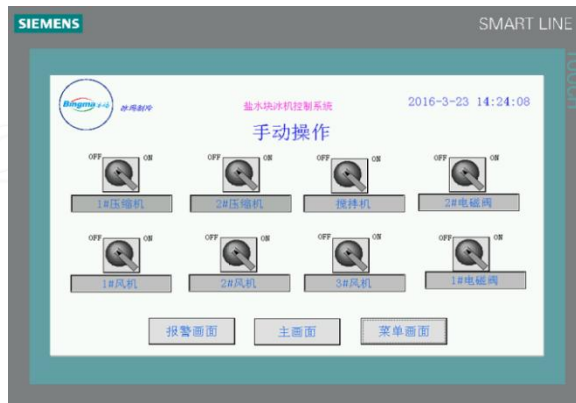 SIEMENS
SMART LINE
TOUCH
Bingma 冰玛 冰玛制冷
盐水块冰机控制系统
2016-3-23 14:24:08
手动操作
OFF ON OFF ON OFF ON OFF ON
1#压缩机 2#压缩机 搅拌机 2#电磁阀
OFF ON OFF ON OFF ON OFF ON
1#风机 2#风机 3#风机 1#电磁阀
报警画面 主画面 菜单画面